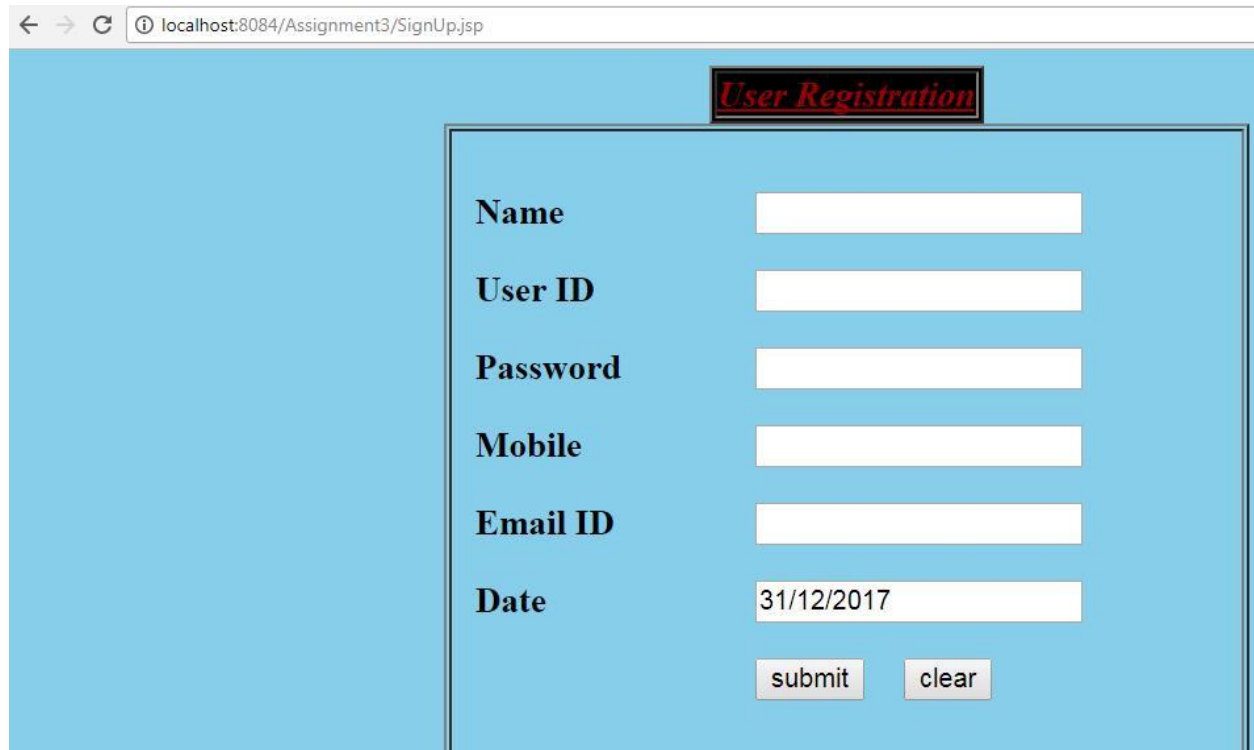 localhost:8084/Assignment3/SignUp.jsp
User Registration
Name
User ID
Password
Mobile
Email ID
Date 31/12/2017
submit clear